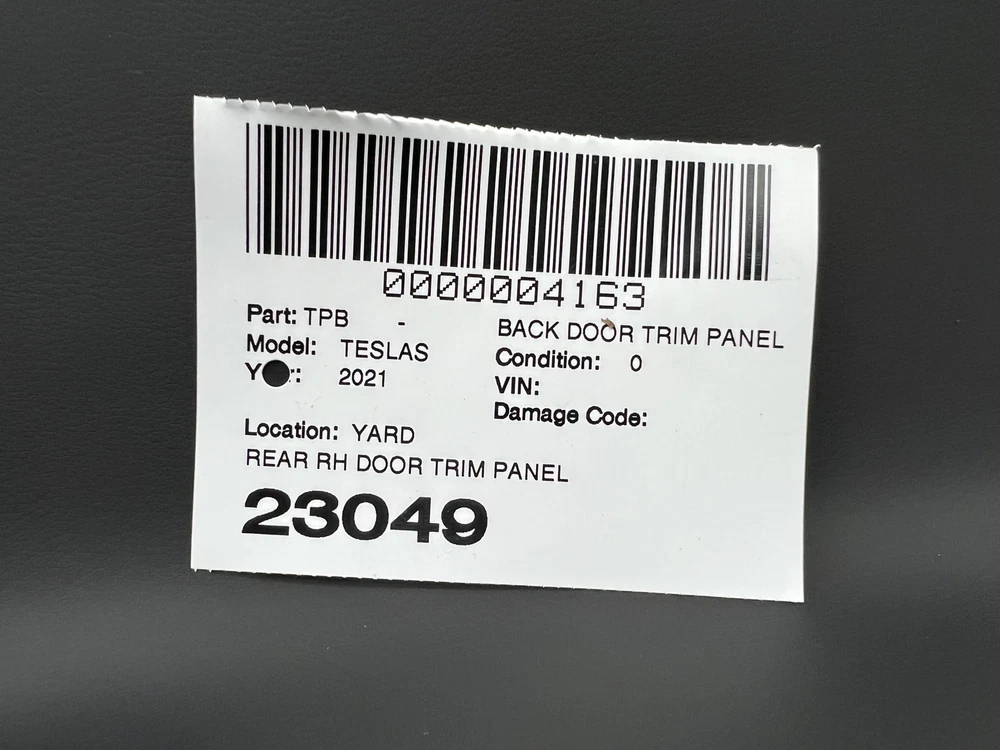 0000004163
Part: TPB - BACK DOOR TRIM PANEL
Model: TESLAS Condition: 0
Y 2021 VIN:
Damage Code:
Location: YARD
REAR RH DOOR TRIM PANEL
23049